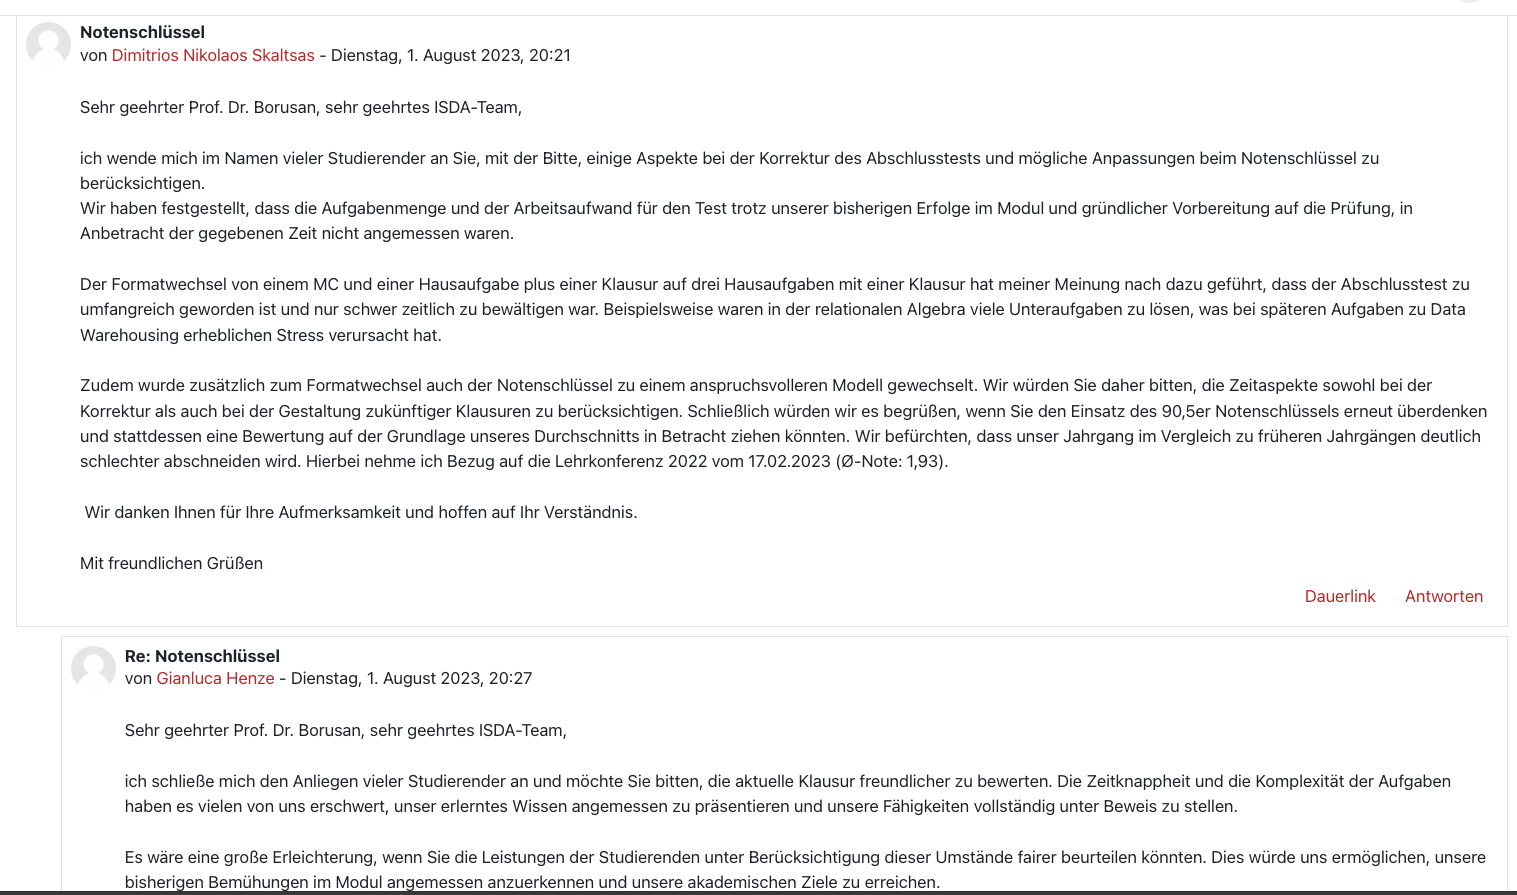 Notenschlüssel
von Dimitrios Nikolaos Skaltsas - Dienstag, 1. August 2023, 20:21
Sehr geehrter Prof. Dr. Borusan, sehr geehrtes ISDA-Team,
ich wende mich im Namen vieler Studierender an Sie, mit der Bitte, einige Aspekte bei der Korrektur des Abschlusstests und mögliche Anpassungen beim Notenschlüssel zu
berücksichtigen.
Wir haben festgestellt, dass die Aufgabenmenge und der Arbeitsaufwand für den Test trotz unserer bisherigen Erfolge im Modul und gründlicher Vorbereitung auf die Prüfung, in
Anbetracht der gegebenen Zeit nicht angemessen waren.
Der Formatwechsel von einem MC und einer Hausaufgabe plus einer Klausur auf drei Hausaufgaben mit einer Klausur hat meiner Meinung nach dazu geführt, dass der Abschlusstest zu
umfangreich geworden ist und nur schwer zeitlich zu bewältigen war. Beispielsweise waren in der relationalen Algebra viele Unteraufgaben zu lösen, was bei späteren Aufgaben zu Data
Warehousing erheblichen Stress verursacht hat.
Zudem wurde zusätzlich zum Formatwechsel auch der Notenschlüssel zu einem anspruchsvolleren Modell gewechselt. Wir würden Sie daher bitten, die Zeitaspekte sowohl bei der
Korrektur als auch bei der Gestaltung zukünftiger Klausuren zu berücksichtigen. Schließlich würden wir es begrüßen, wenn Sie den Einsatz des 90,5er Notenschlüssels erneut überdenken
und stattdessen eine Bewertung auf der Grundlage unseres Durchschnitts in Betracht ziehen könnten. Wir befürchten, dass unser Jahrgang im Vergleich zu früheren Jahrgängen deutlich
schlechter abschneiden wird. Hierbei nehme ich Bezug auf die Lehrkonferenz 2022 vom 17.02.2023 (Ø-Note: 1,93).
Wir danken Ihnen für Ihre Aufmerksamkeit und hoffen auf Ihr Verständnis.
Mit freundlichen Grüßen
Dauerlink Antworten
Re: Notenschlüssel
von Gianluca Henze - Dienstag, 1. August 2023, 20:27
Sehr geehrter Prof. Dr. Borusan, sehr geehrtes ISDA-Team,
ich schließe mich den Anliegen vieler Studierender an und möchte Sie bitten, die aktuelle Klausur freundlicher zu bewerten. Die Zeitknappheit und die Komplexität der Aufgaben
haben es vielen von uns erschwert, unser erlerntes Wissen angemessen zu präsentieren und unsere Fähigkeiten vollständig unter Beweis zu stellen.
Es wäre eine große Erleichterung, wenn Sie die Leistungen der Studierenden unter Berücksichtigung dieser Umstände fairer beurteilen könnten. Dies würde uns ermöglichen, unsere
bisherigen Bemühungen im Modul angemessen anzuerkennen und unsere akademischen Ziele zu erreichen.